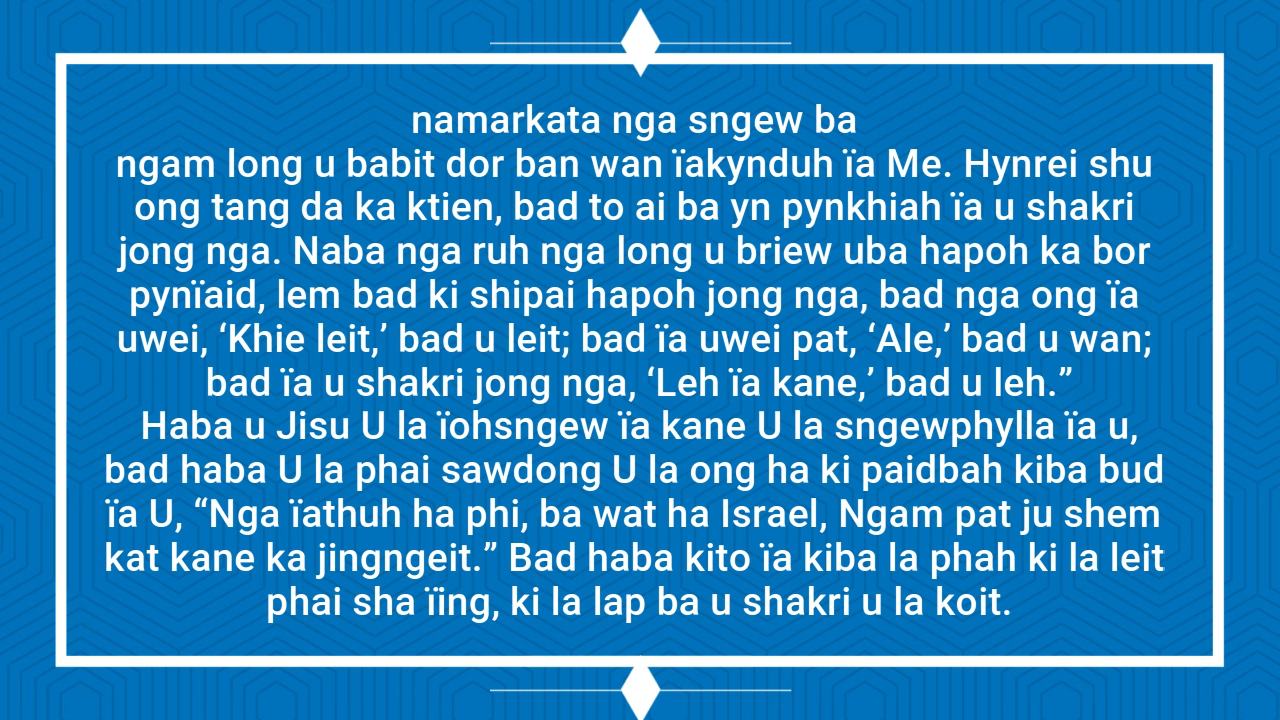 namarkata nga sngew ba
ngam long u babit dor ban wan ïakynduh ïa Me. Hynrei shu
ong tang da ka ktien, bad to ai ba yn pynkhiah ïa u shakri
jong nga. Naba nga ruh nga long u briew uba hapoh ka bor
pynïaid, lem bad ki shipai hapoh jong nga, bad nga ong ïa
uwei, ‘Khie leit,’ bad u leit; bad ïa uwei pat, ‘Ale,’ bad u wan;
bad ïa u shakri jong nga, ‘Leh ïa kane,’ bad u leh.”
Haba u Jisu U la ïohsngew ïa kane U la sngewphylla ïa u,
bad haba U la phai sawdong U la ong ha ki paidbah kiba bud
ïa U, “Nga ïathuh ha phi, ba wat ha Israel, Ngam pat ju shem
kat kane ka jingngeit.” Bad haba kito ïa kiba la phah ki la leit
phai sha ïing, ki la lap ba u shakri u la koit.